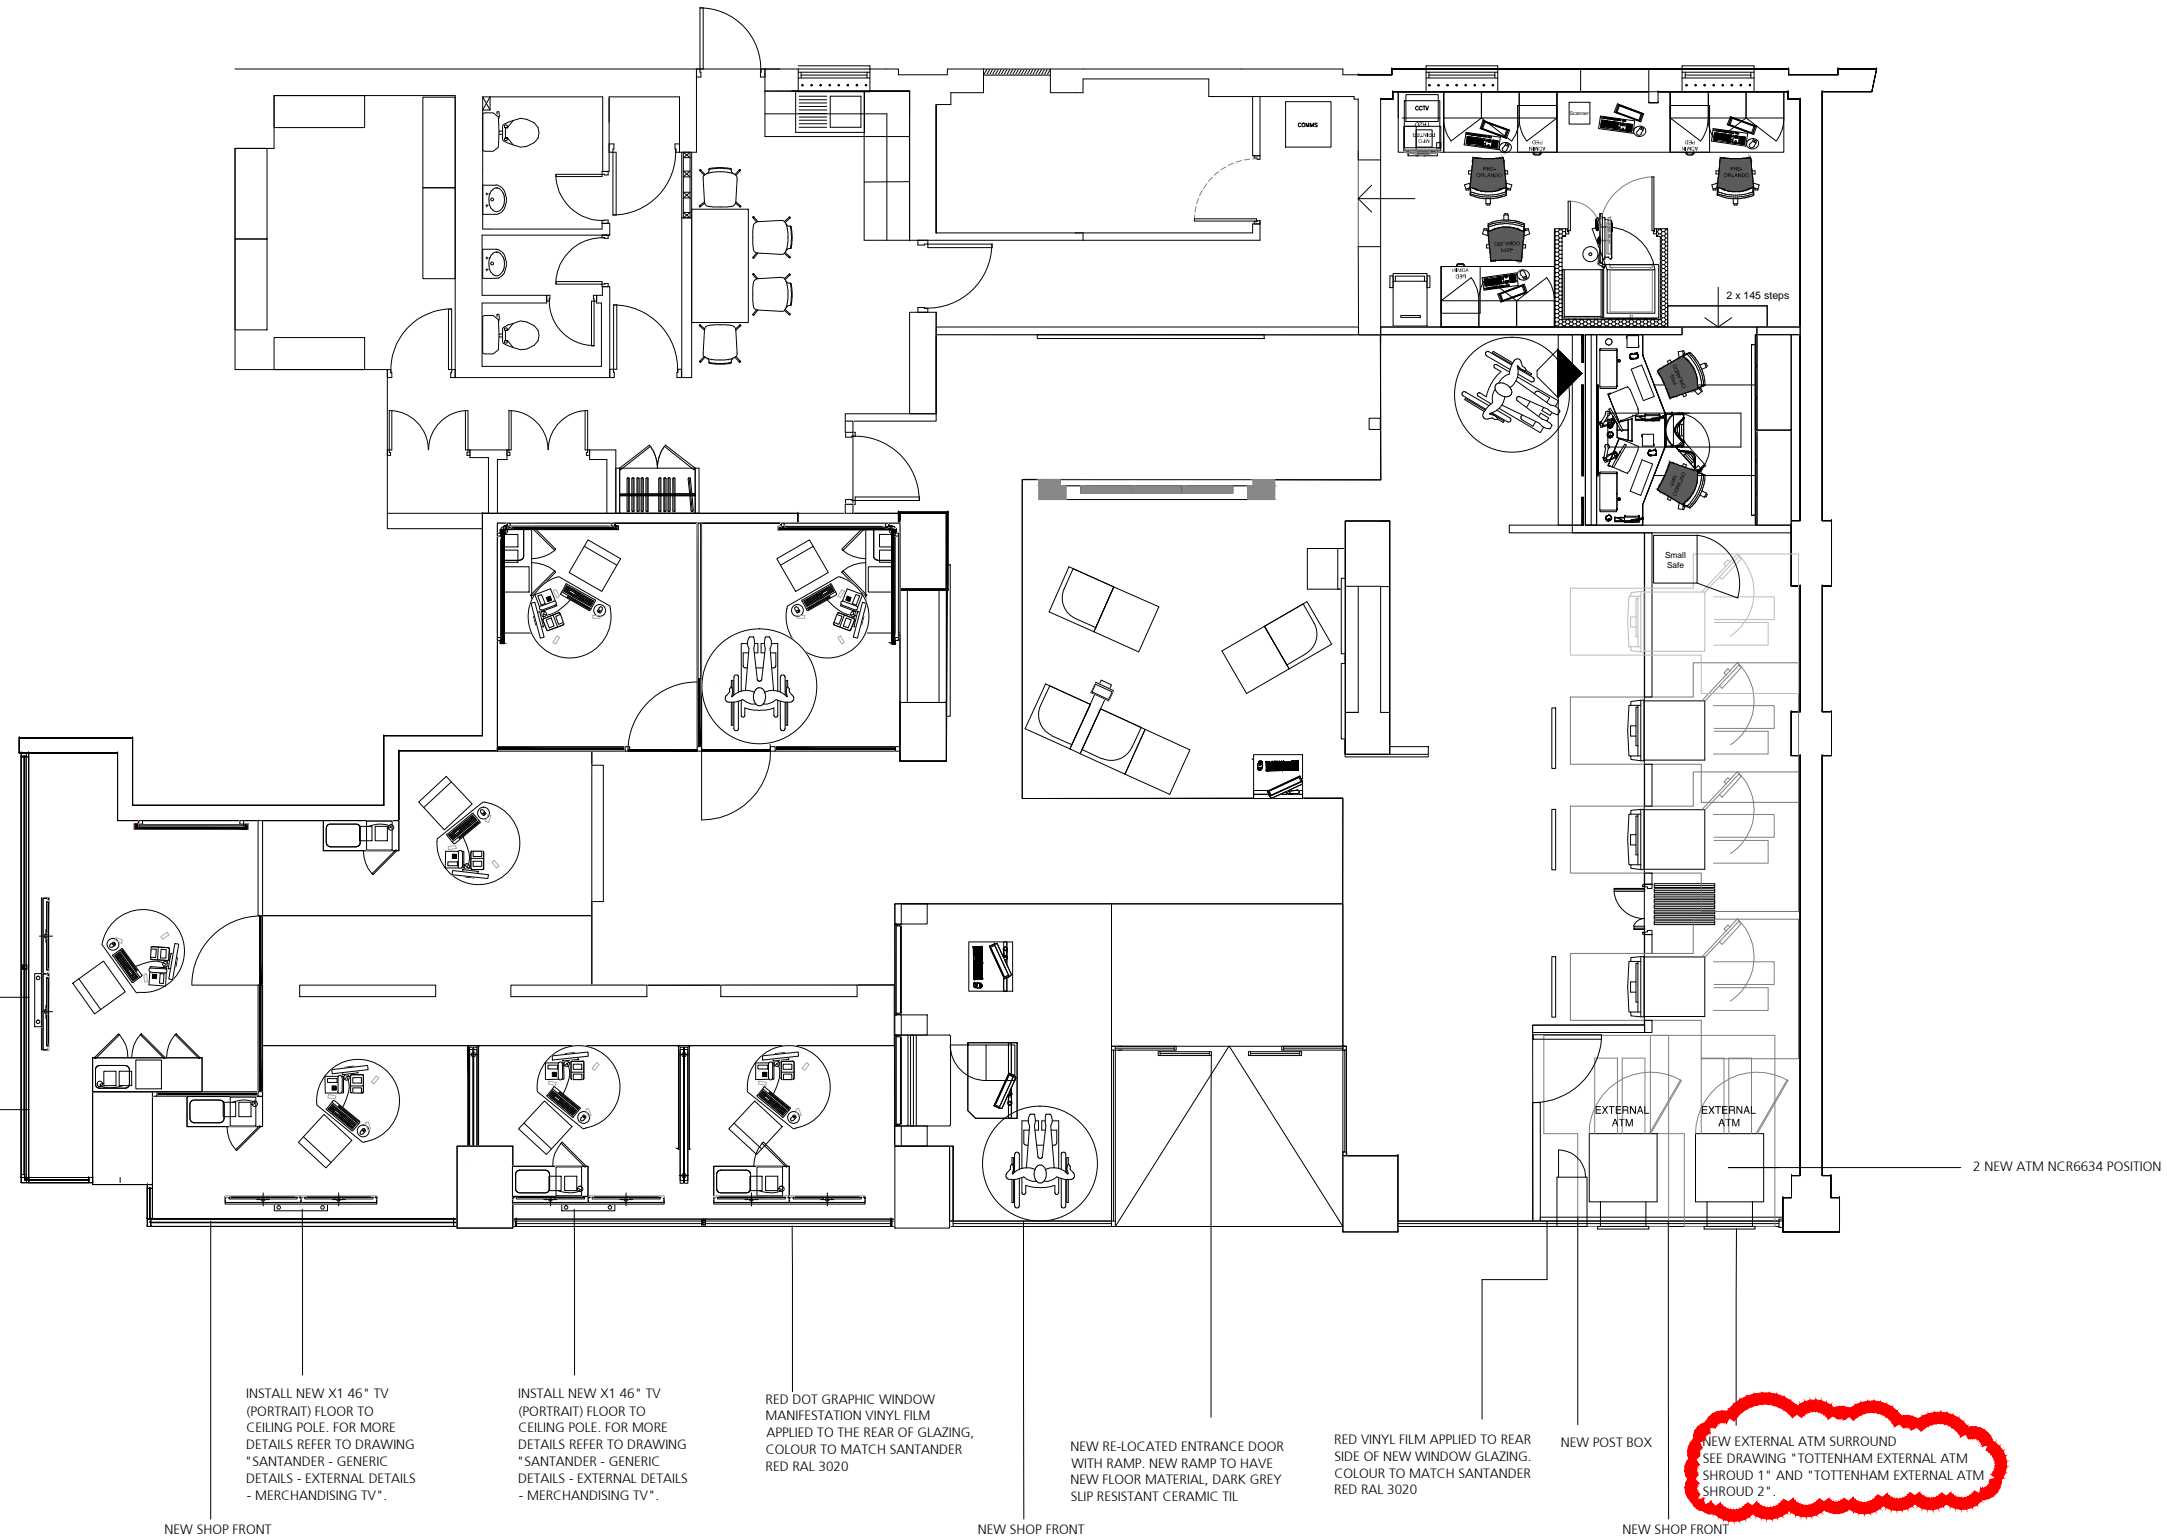 COMMS
CCTV
Scanner
PED
ADMIN
PED
ADMIN
PED
ADMIN
2 x 145 steps
Small
Safe
EXTERNAL
ATM
EXTERNAL
ATM
2 NEW ATM NCR6634 POSITION
INSTALL NEW X1 46" TV
(PORTRAIT) FLOOR TO
CEILING POLE. FOR MORE
DETAILS REFER TO DRAWING
"SANTANDER - GENERIC
DETAILS - EXTERNAL DETAILS
- MERCHANDISING TV".
INSTALL NEW X1 46" TV
(PORTRAIT) FLOOR TO
CEILING POLE. FOR MORE
DETAILS REFER TO DRAWING
"SANTANDER - GENERIC
DETAILS - EXTERNAL DETAILS
- MERCHANDISING TV".
RED DOT GRAPHIC WINDOW
MANIFESTATION VINYL FILM
APPLIED TO THE REAR OF GLAZING,
COLOUR TO MATCH SANTANDER
RED RAL 3020
NEW RE-LOCATED ENTRANCE DOOR
WITH RAMP. NEW RAMP TO HAVE
NEW FLOOR MATERIAL, DARK GREY
SLIP RESISTANT CERAMIC TIL
RED VINYL FILM APPLIED TO REAR
SIDE OF NEW WINDOW GLAZING.
COLOUR TO MATCH SANTANDER
RED RAL 3020
NEW POST BOX
NEW EXTERNAL ATM SURROUND
SEE DRAWING "TOTTENHAM EXTERNAL ATM
SHROUD 1" AND "TOTTENHAM EXTERNAL ATM
SHROUD 2".
NEW SHOP FRONT
NEW SHOP FRONT
NEW SHOP FRONT